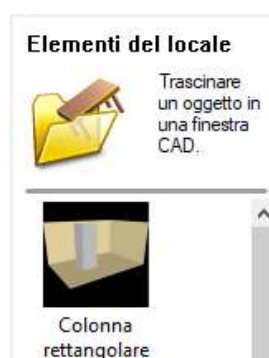 Elementi del locale
Trascinare
un oggetto in
una finestra
CAD.
Colonna
rettangolare